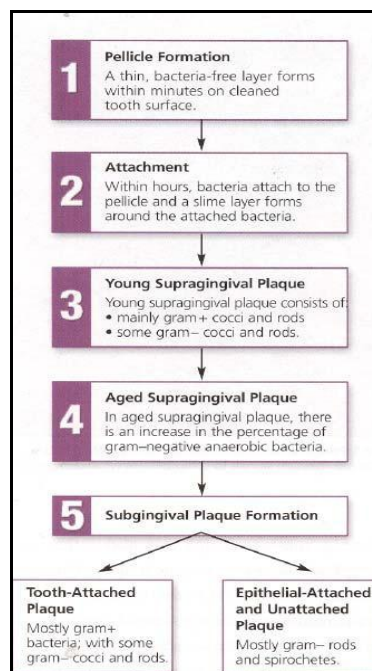 1
Pellicle Formation
A thin, bacteria-free layer forms
within minutes on cleaned
tooth surface.
2
Attachment
Within hours, bacteria attach to the
pellicle and a slime layer forms
around the attached bacteria.
3
Young Supragingival Plaque
Young supragingival plaque consists of:
• mainly gram+ cocci and rods
• some gram− cocci and rods.
4
Aged Supragingival Plaque
In aged supragingival plaque, there
is an increase in the percentage of
gram−negative anaerobic bacteria.
5
Subgingival Plaque Formation
Tooth-Attached
Plaque
Mostly gram+
bacteria; with some
gram− cocci and rods.
Epithelial-Attached
and Unattached
Plaque
Mostly gram− rods
and spirochetes.